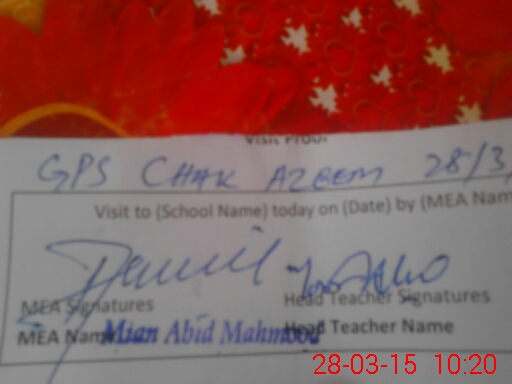 Visit Proof
GPS CHAK AZEEM 28/3/
Visit to (School Name) today on (Date) by (MEA Nam
MEA Signatures Head Teacher Signatures
MEA Name Mian Abid Mahmood Head Teacher Name
28-03-15 10:20